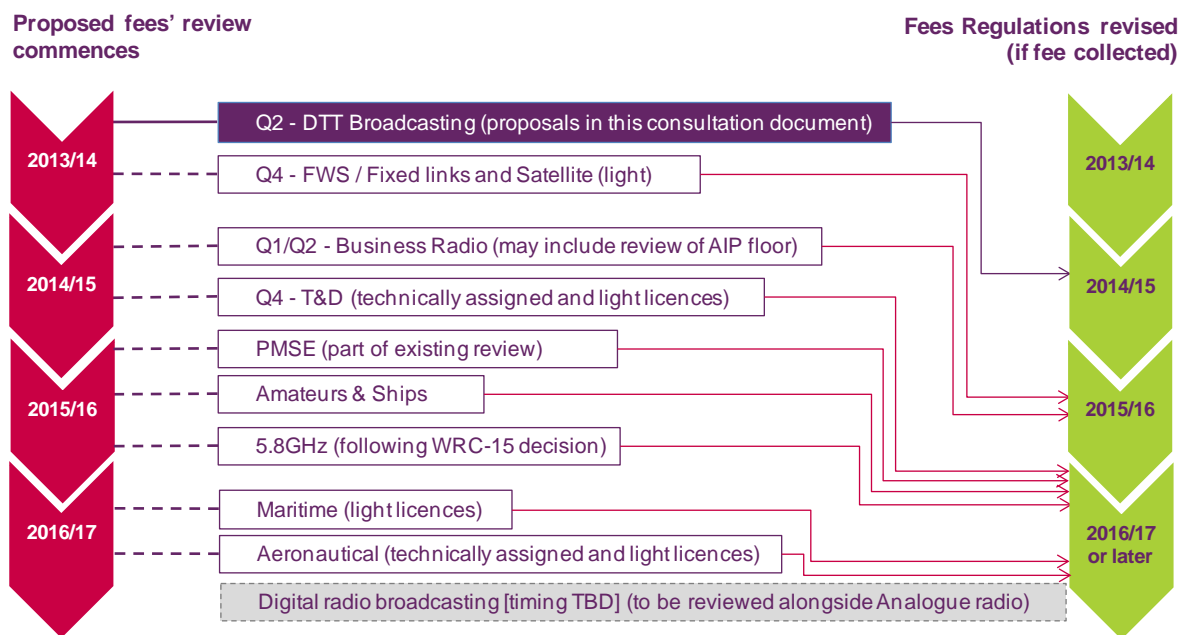 Proposed fees' review
commences
Fees Regulations revised
(if fee collected)
Q2 - DTT Broadcasting (proposals in this consultation document)
2013/14
2013/14
Q4 - FWS / Fixed links and Satellite (light)
Q1/Q2 - Business Radio (may include review of AIP floor)
2014/15
2014/15
Q4 - T&D (technically assigned and light licences)
PMSE (part of existing review)
Amateurs & Ships
2015/16
2015/16
5.8GHz (following WRC-15 decision)
Maritime (light licences)
2016/17
2016/17
or later
Aeronautical (technically assigned and light licences)
Digital radio broadcasting [timing TBD] (to be reviewed alongside Analogue radio)